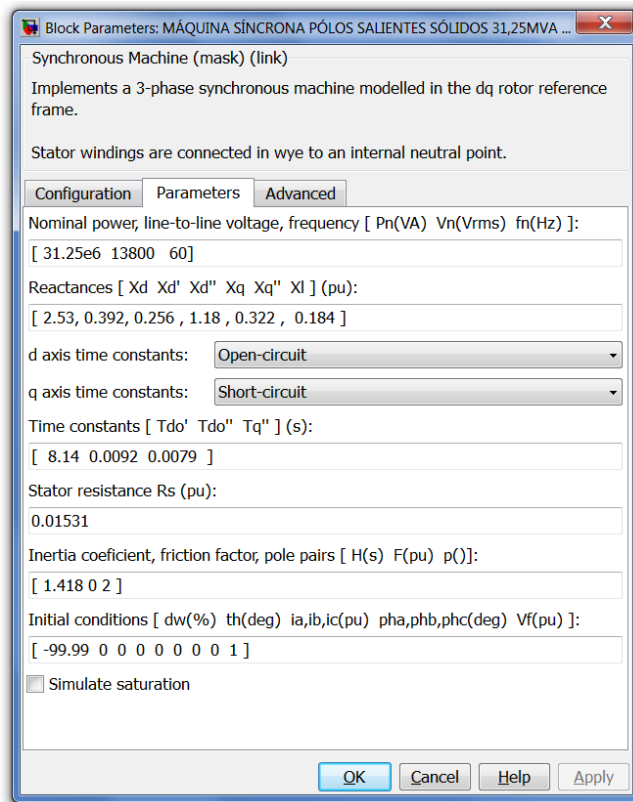 Block Parameters: MÁQUINA SÍNCRONA PÓLOS SALIENTES SÓLIDOS 31,25MVA ...
Synchronous Machine (mask) (link)
Implements a 3-phase synchronous machine modelled in the dq rotor reference
frame.
Stator windings are connected in wye to an internal neutral point.
Configuration Parameters Advanced
Nominal power, line-to-line voltage, frequency [ Pn(VA) Vn(Vrms) fn(Hz) ]:
[ 31.25e6 13800 60]
Reactances [ Xd Xd' Xd'' Xq Xq'' Xl ] (pu):
[ 2.53, 0.392, 0.256 , 1.18 , 0.322 , 0.184 ]
d axis time constants: Open-circuit
q axis time constants: Short-circuit
Time constants [ Tdo' Tdo'' Tq'' ] (s):
[ 8.14 0.0092 0.0079 ]
Stator resistance Rs (pu):
0.01531
Inertia coeficient, friction factor, pole pairs [ H(s) F(pu) p()]:
[ 1.418 0 2 ]
Initial conditions [ dw(%) th(deg) ia,ib,ic(pu) pha,phb,phc(deg) Vf(pu) ]:
[ -99.99 0 0 0 0 0 0 0 1 ]
Simulate saturation
OK Cancel Help Apply